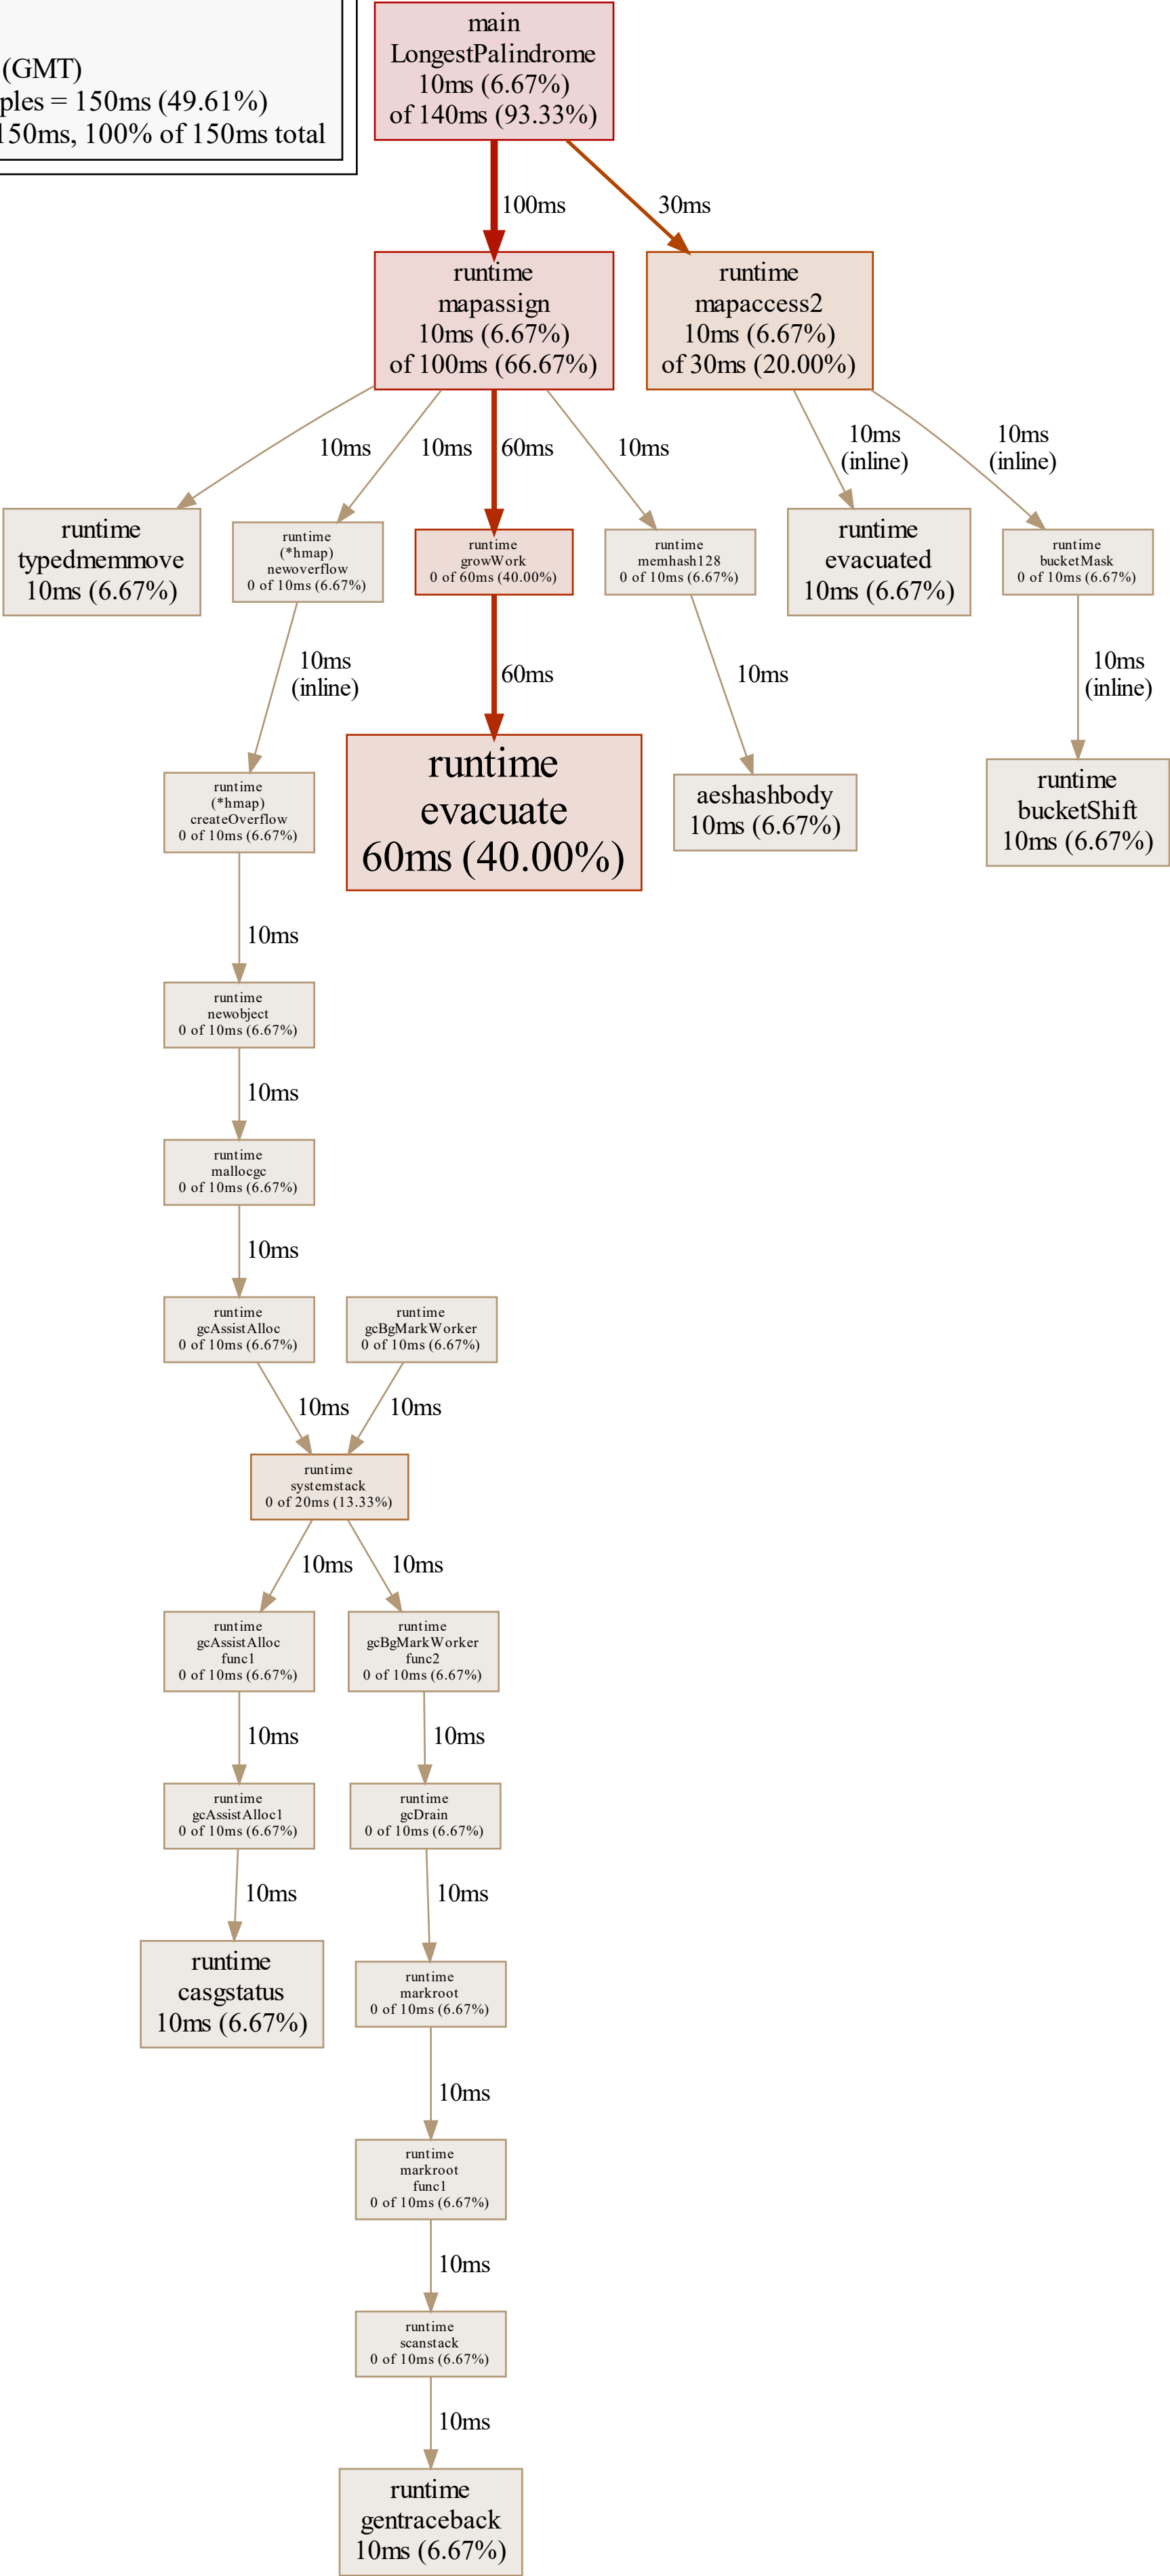 main
LongestPalindrome
10ms (6.67%)
of 140ms (93.33%)
(GMT)
ples = 150ms (49.61%)
150ms, 100% of 150ms total
100ms
30ms
runtime
mapassign
10ms (6.67%)
of 100ms (66.67%)
runtime
mapaccess2
10ms (6.67%)
of 30ms (20.00%)
10ms
10ms
60ms
10ms
10ms
(inline)
10ms
(inline)
runtime
typedmemmove
10ms (6.67%)
runtime
(*hmap)
newoverflow
0 of 10ms (6.67%)
runtime
growWork
0 of 60ms (40.00%)
runtime
memhash128
0 of 10ms (6.67%)
runtime
evacuated
10ms (6.67%)
runtime
bucketMask
0 of 10ms (6.67%)
10ms
(inline)
60ms
10ms
10ms
(inline)
runtime
(*hmap)
createOverflow
0 of 10ms (6.67%)
runtime
evacuate
60ms (40.00%)
aeshashbody
10ms (6.67%)
runtime
bucketShift
10ms (6.67%)
10ms
runtime
newobject
0 of 10ms (6.67%)
10ms
runtime
mallocgc
0 of 10ms (6.67%)
10ms
runtime
gcAssistAlloc
0 of 10ms (6.67%)
runtime
gcBgMarkWorker
0 of 10ms (6.67%)
10ms
10ms
runtime
systemstack
0 of 20ms (13.33%)
10ms
10ms
runtime
gcAssistAlloc
func1
0 of 10ms (6.67%)
runtime
gcBgMarkWorker
func2
0 of 10ms (6.67%)
10ms
10ms
runtime
gcAssistAlloc1
0 of 10ms (6.67%)
runtime
gcDrain
0 of 10ms (6.67%)
10ms
10ms
runtime
casgstatus
10ms (6.67%)
runtime
markroot
0 of 10ms (6.67%)
10ms
runtime
markroot
func1
0 of 10ms (6.67%)
10ms
runtime
scanstack
0 of 10ms (6.67%)
10ms
runtime
gentraceback
10ms (6.67%)